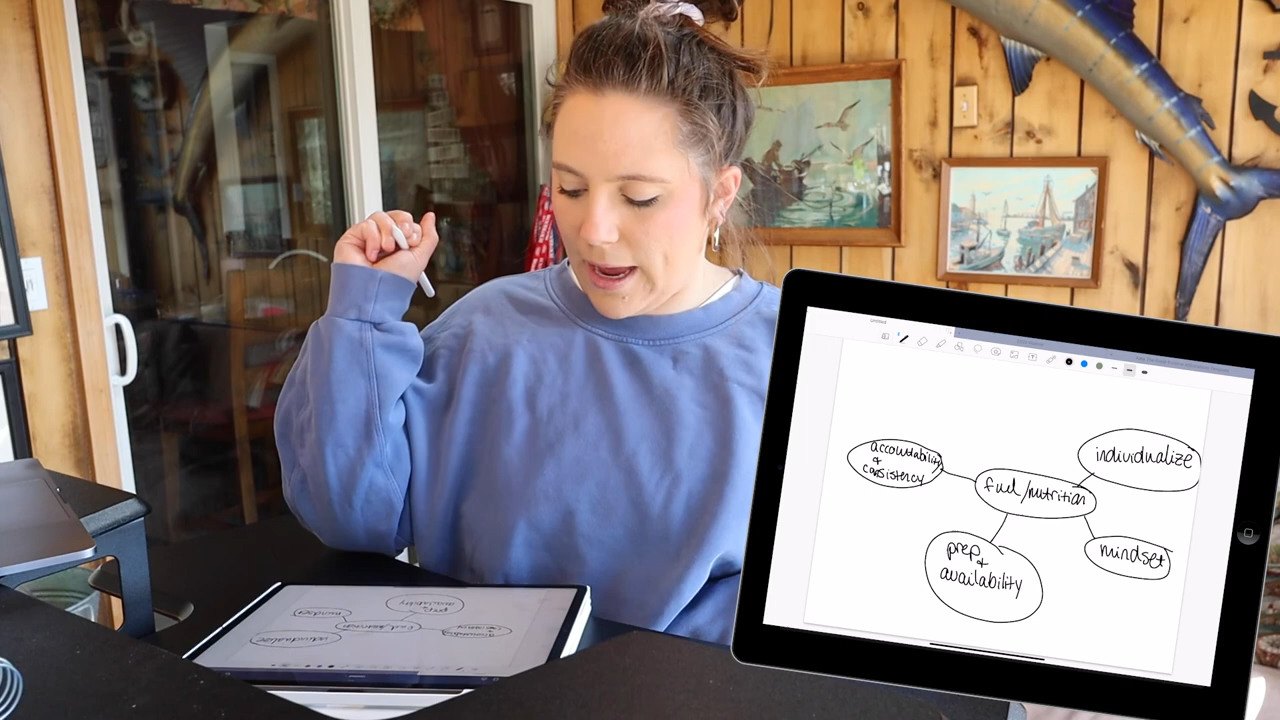 accountability
+
consistency
individualize
fuel/nutrition
prep
+
availability
mindset